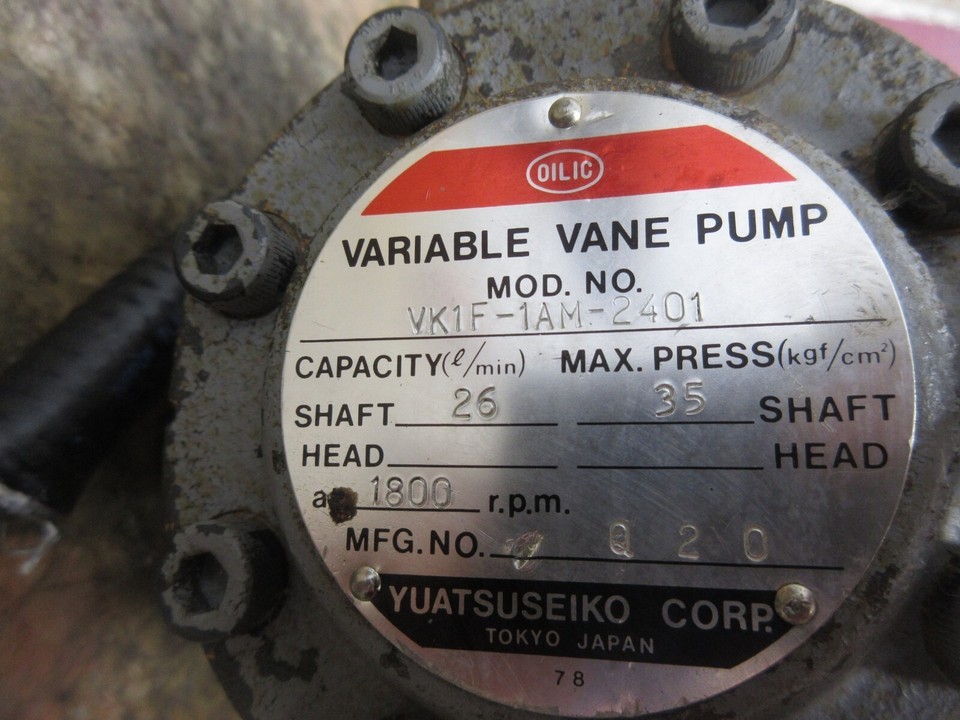 OILIC
VARIABLE VANE PUMP
MOD. NO.
VK1F-1AM-2401
CAPACITY(ℓ/min) MAX. PRESS(kgf/cm²)
SHAFT 26 35 SHAFT
HEAD HEAD
1800 r.p.m.
MFG.NO. Q 2 0
YUATSUSEIKO CORP.
TOKYO JAPAN
78